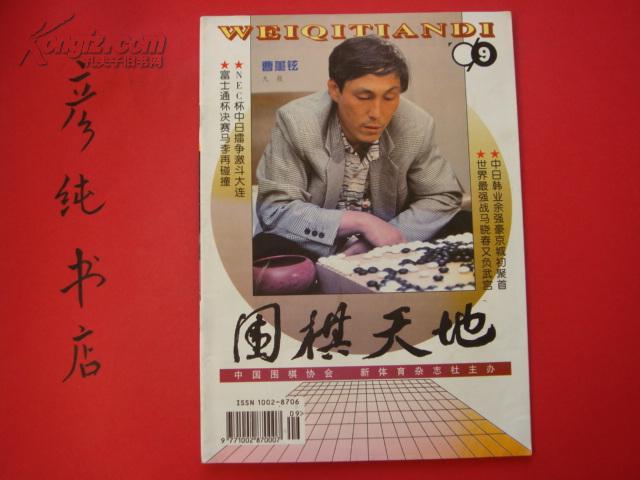 Kongfz.com
孔夫子旧书网
彦纯书店
WEIQITIANDI
9
曹薰铉
九段
★NEC杯中日擂争激斗大连
★富士通杯决赛马李再碰撞
★中日韩业余强豪京城初聚首
★世界最强战马晓春又负武宫
围棋天地
中国围棋协会 新体育杂志社主办
ISSN 1002-8706
09
9 771002 870007